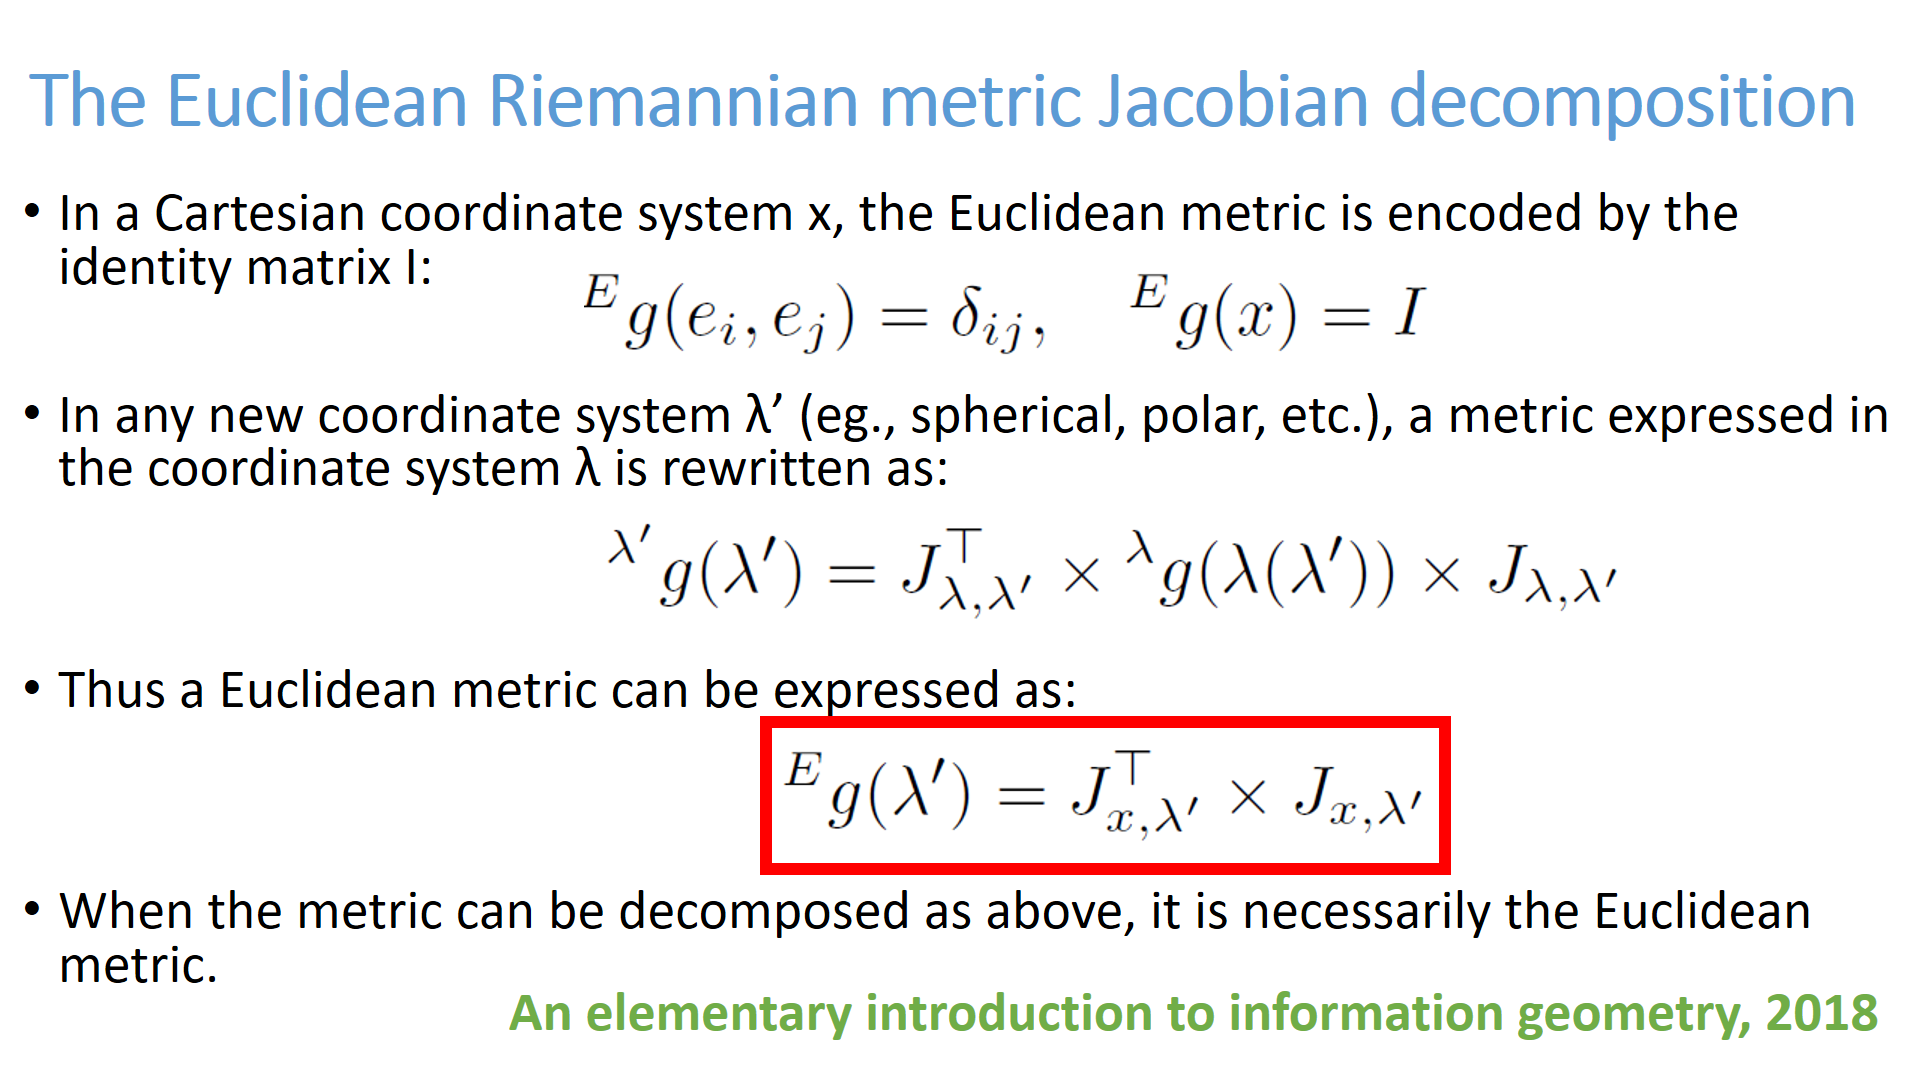 The Euclidean Riemannian metric Jacobian decomposition
• In a Cartesian coordinate system x, the Euclidean metric is encoded by the
identity matrix I:
$^{E}g(e_i, e_j) = \delta_{ij}, \quad ^{E}g(x) = I$
• In any new coordinate system λ’ (eg., spherical, polar, etc.), a metric expressed in
the coordinate system λ is rewritten as:
$^{\lambda'}g(\lambda') = J_{\lambda,\lambda'}^{\top} \times {}^{\lambda}g(\lambda(\lambda')) \times J_{\lambda,\lambda'}$
• Thus a Euclidean metric can be expressed as:
$^{E}g(\lambda') = J_{x,\lambda'}^{\top} \times J_{x,\lambda'}$
• When the metric can be decomposed as above, it is necessarily the Euclidean
metric.
An elementary introduction to information geometry, 2018